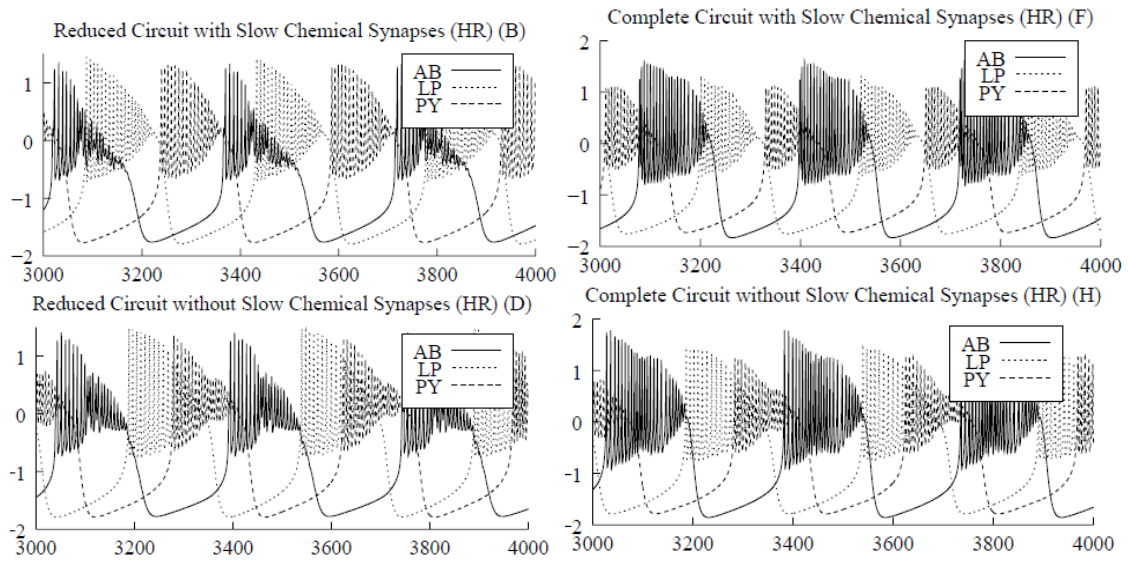 Reduced Circuit with Slow Chemical Synapses (HR) (B)
1
0
−1
−2
3000 3200 3400 3600 3800 4000
AB
LP
PY
Complete Circuit with Slow Chemical Synapses (HR) (F)
2
1
0
−1
2
3000 3200 3400 3600 3800 4000
AB
LP
PY
Reduced Circuit without Slow Chemical Synapses (HR) (D)
1
0
−1
−2
3000 3200 3400 3600 3800 4000
AB
LP
PY
Complete Circuit without Slow Chemical Synapses (HR) (H)
2
1
0
−1
−2
3000 3200 3400 3600 3800 4000
AB
LP
PY